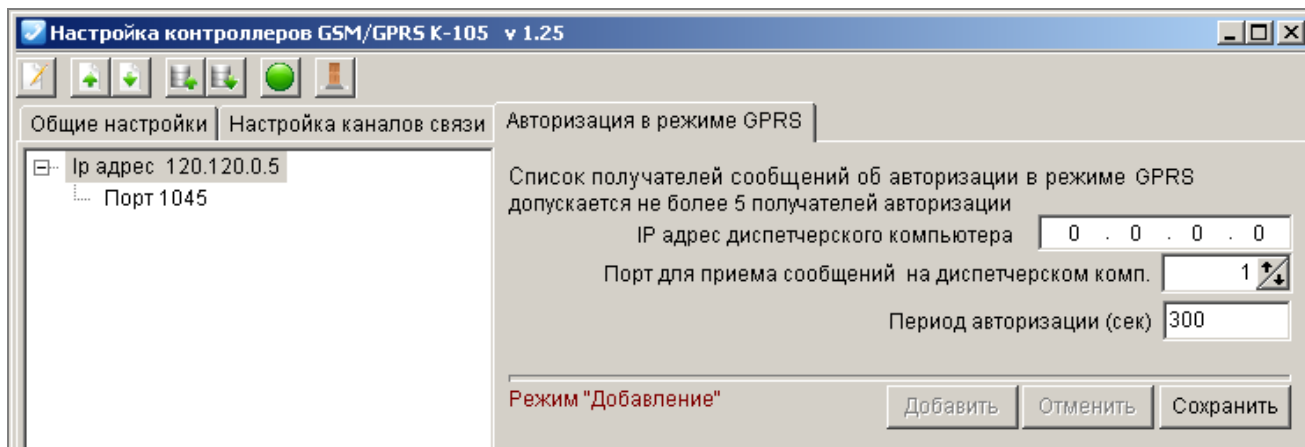 Настройка контроллеров GSM/GPRS K-105 v 1.25
Общие настройки
Настройка каналов связи
Авторизация в режиме GPRS
Ip адрес 120.120.0.5
Порт 1045
Список получателей сообщений об авторизации в режиме GPRS
допускается не более 5 получателей авторизации
IP адрес диспетчерского компьютера 0 . 0 . 0 . 0
Порт для приема сообщений на диспетчерском комп. 1
Период авторизации (сек) 300
Режим "Добавление"
Добавить
Отменить
Сохранить